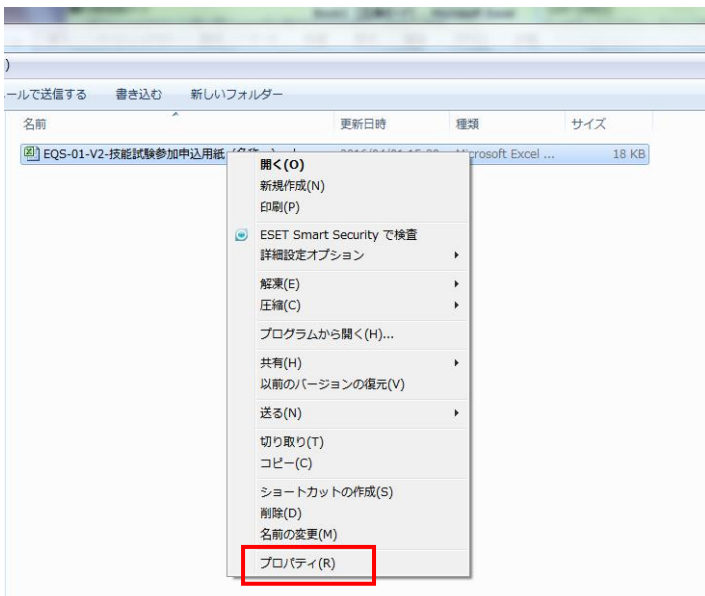 )
ールで送信する 書き込む 新しいフォルダー
名前 更新日時 種類 サイズ
EQS-01-V2-技能試験参加申込用紙 18 KB
開く(O)
新規作成(N)
印刷(P)
ESET Smart Security で検査
詳細設定オプション
解凍(E)
圧縮(C)
プログラムから開く(H)...
共有(H)
以前のバージョンの復元(V)
送る(N)
切り取り(T)
コピー(C)
ショートカットの作成(S)
削除(D)
名前の変更(M)
プロパティ(R)